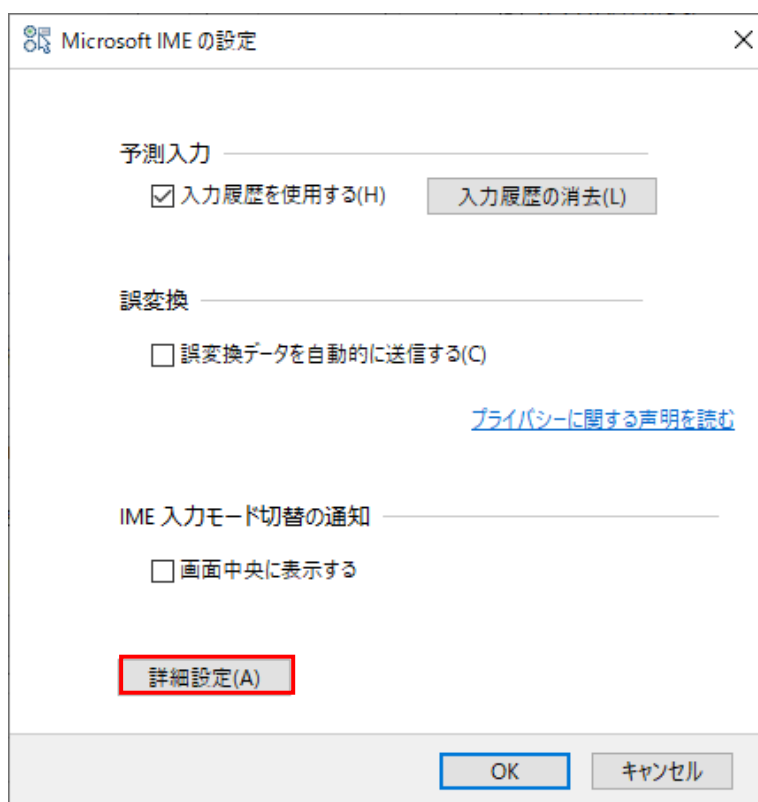 Microsoft IME の設定
予測入力
入力履歴を使用する(H)
入力履歴の消去(L)
誤変換
誤変換データを自動的に送信する(C)
プライバシーに関する声明を読む
IME 入力モード切替の通知
画面中央に表示する
詳細設定(A)
OK
キャンセル